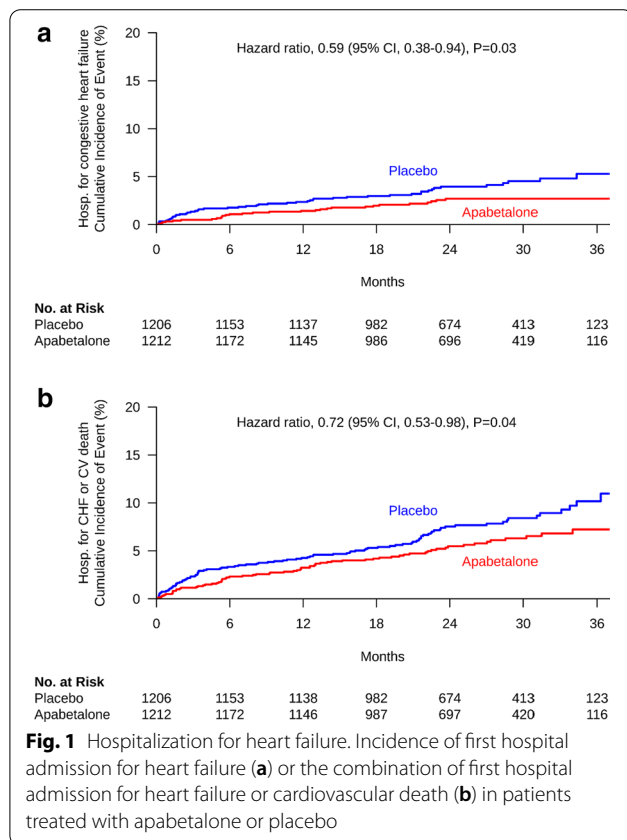 a
Hosp. for congestive heart failure
Cumulative Incidence of Event (%)
Hazard ratio, 0.59 (95% CI, 0.38-0.94), P=0.03
20
15
10
5
0
Placebo
Apabetalone
0 6 12 18 24 30 36
Months
No. at Risk
Placebo 1206 1153 1137 982 674 413 123
Apabetalone 1212 1172 1145 986 696 419 116
b
Hosp. for CHF or CV death
Cumulative Incidence of Event (%)
Hazard ratio, 0.72 (95% CI, 0.53-0.98), P=0.04
20
15
10
5
0
Placebo
Apabetalone
0 6 12 18 24 30 36
Months
No. at Risk
Placebo 1206 1153 1138 982 674 413 123
Apabetalone 1212 1172 1146 987 697 420 116
Fig. 1 Hospitalization for heart failure. Incidence of first hospital
admission for heart failure (a) or the combination of first hospital
admission for heart failure or cardiovascular death (b) in patients
treated with apabetalone or placebo